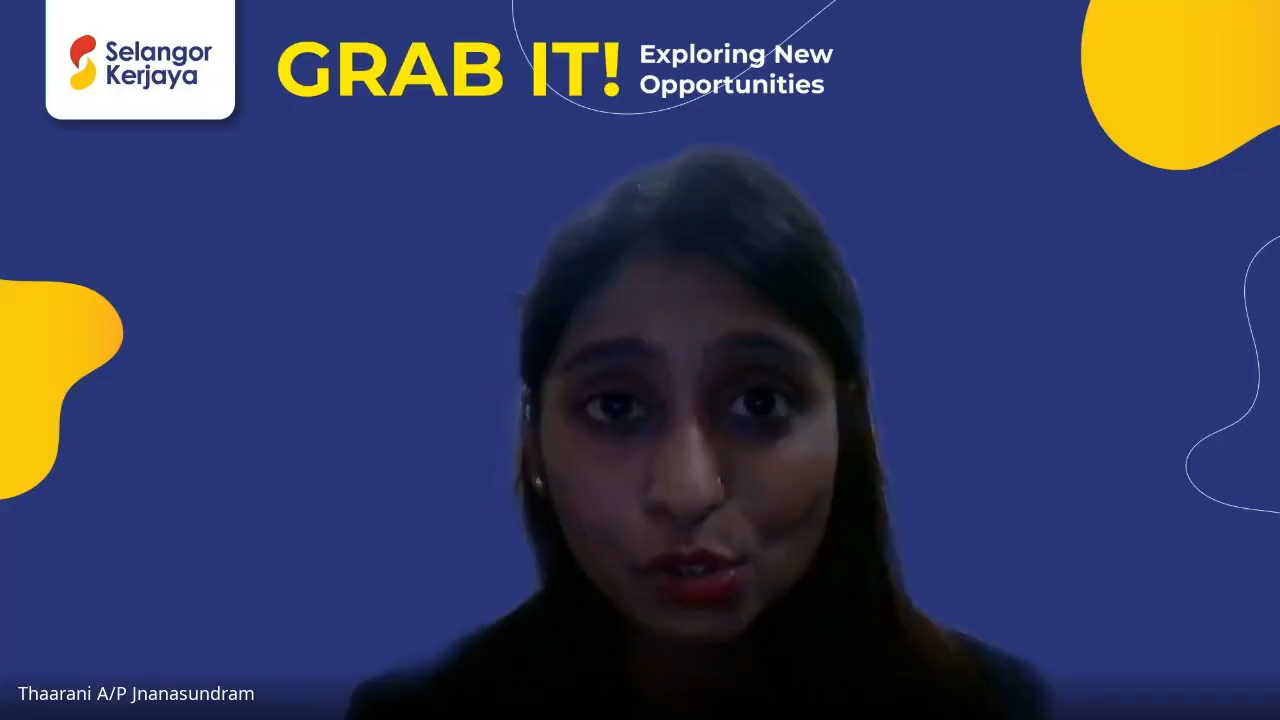 Selangor
Kerjaya
GRAB IT!
Exploring New
Opportunities
Thaarani A/P Jnanasundram